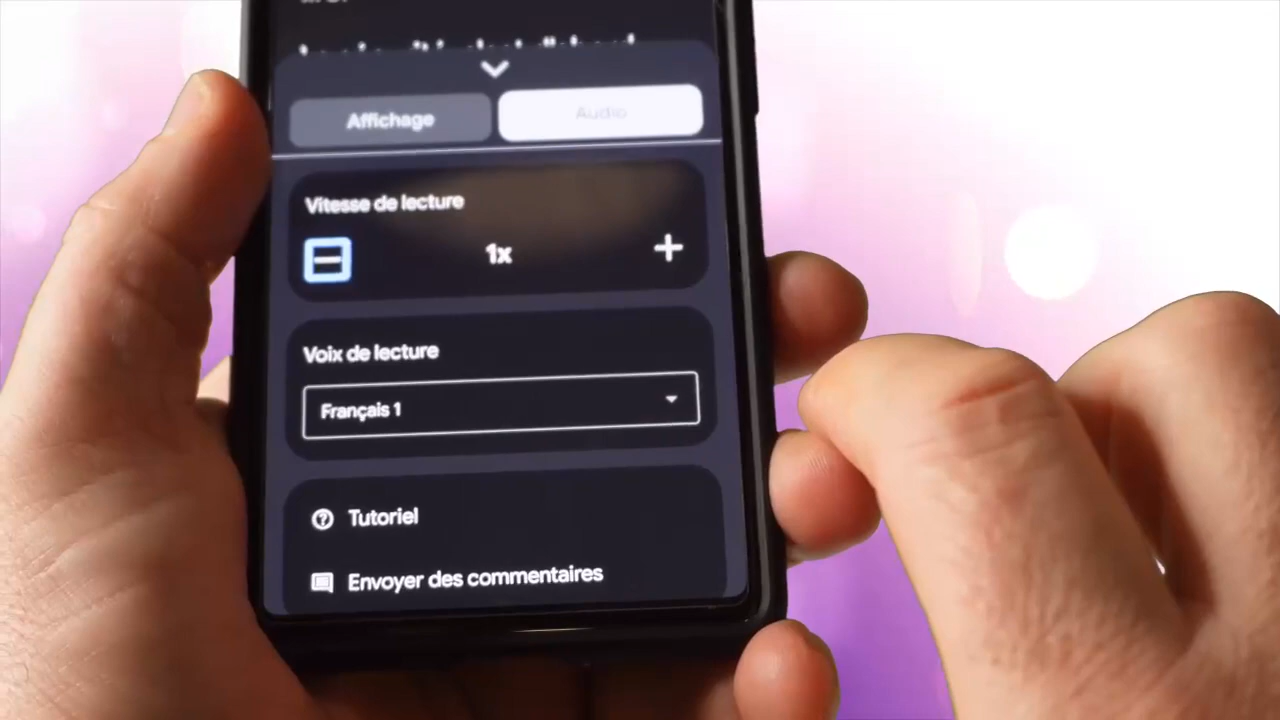 Affichage
Audio
Vitesse de lecture
1x
Voix de lecture
Français 1
Tutoriel
Envoyer des commentaires